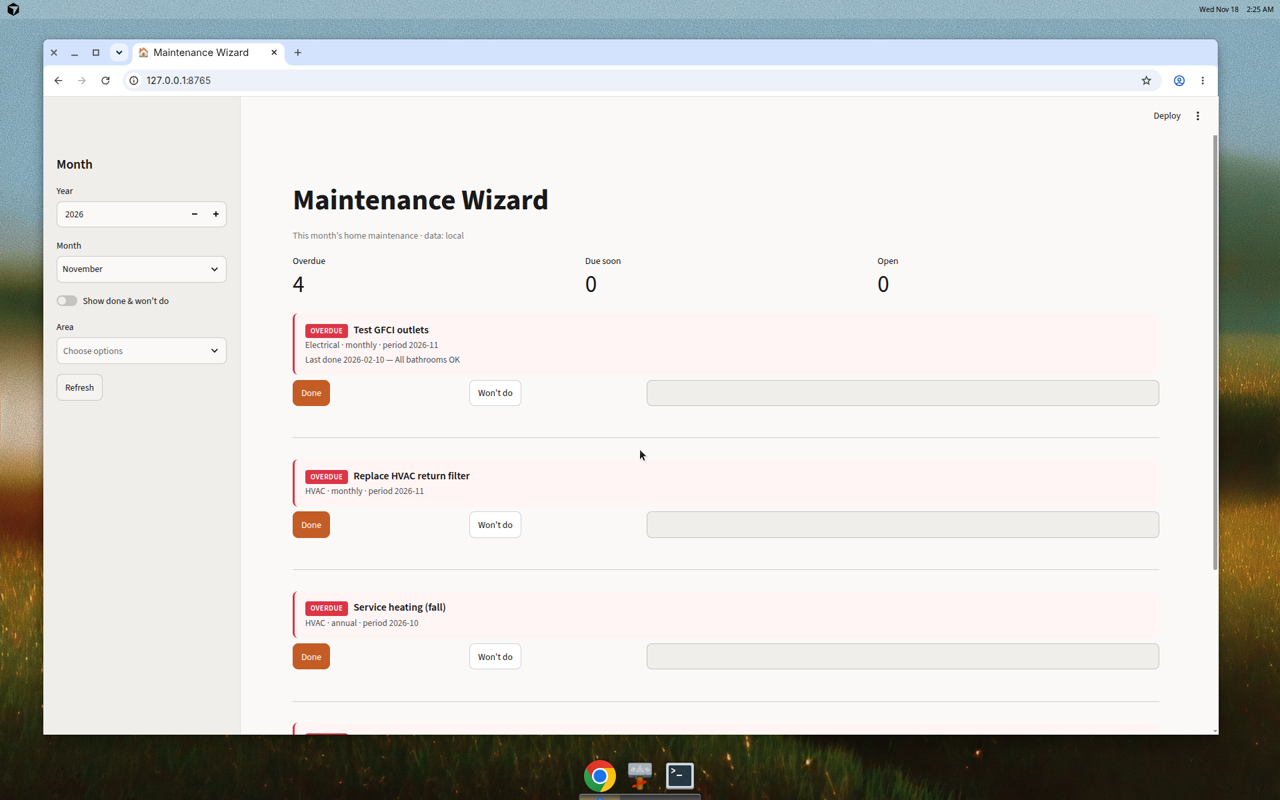 Wed Nov 18 2:25 AM
Maintenance Wizard
127.0.0.1:8765
Deploy
Month
Year
2026
Month
November
Show done & won't do
Area
Choose options
Refresh
Maintenance Wizard
This month's home maintenance · data: local
Overdue
4
Due soon
0
Open
0
OVERDUE Test GFCI outlets
Electrical · monthly · period 2026-11
Last done 2026-02-10 — All bathrooms OK
Done Won't do
OVERDUE Replace HVAC return filter
HVAC · monthly · period 2026-11
Done Won't do
OVERDUE Service heating (fall)
HVAC · annual · period 2026-10
Done Won't do